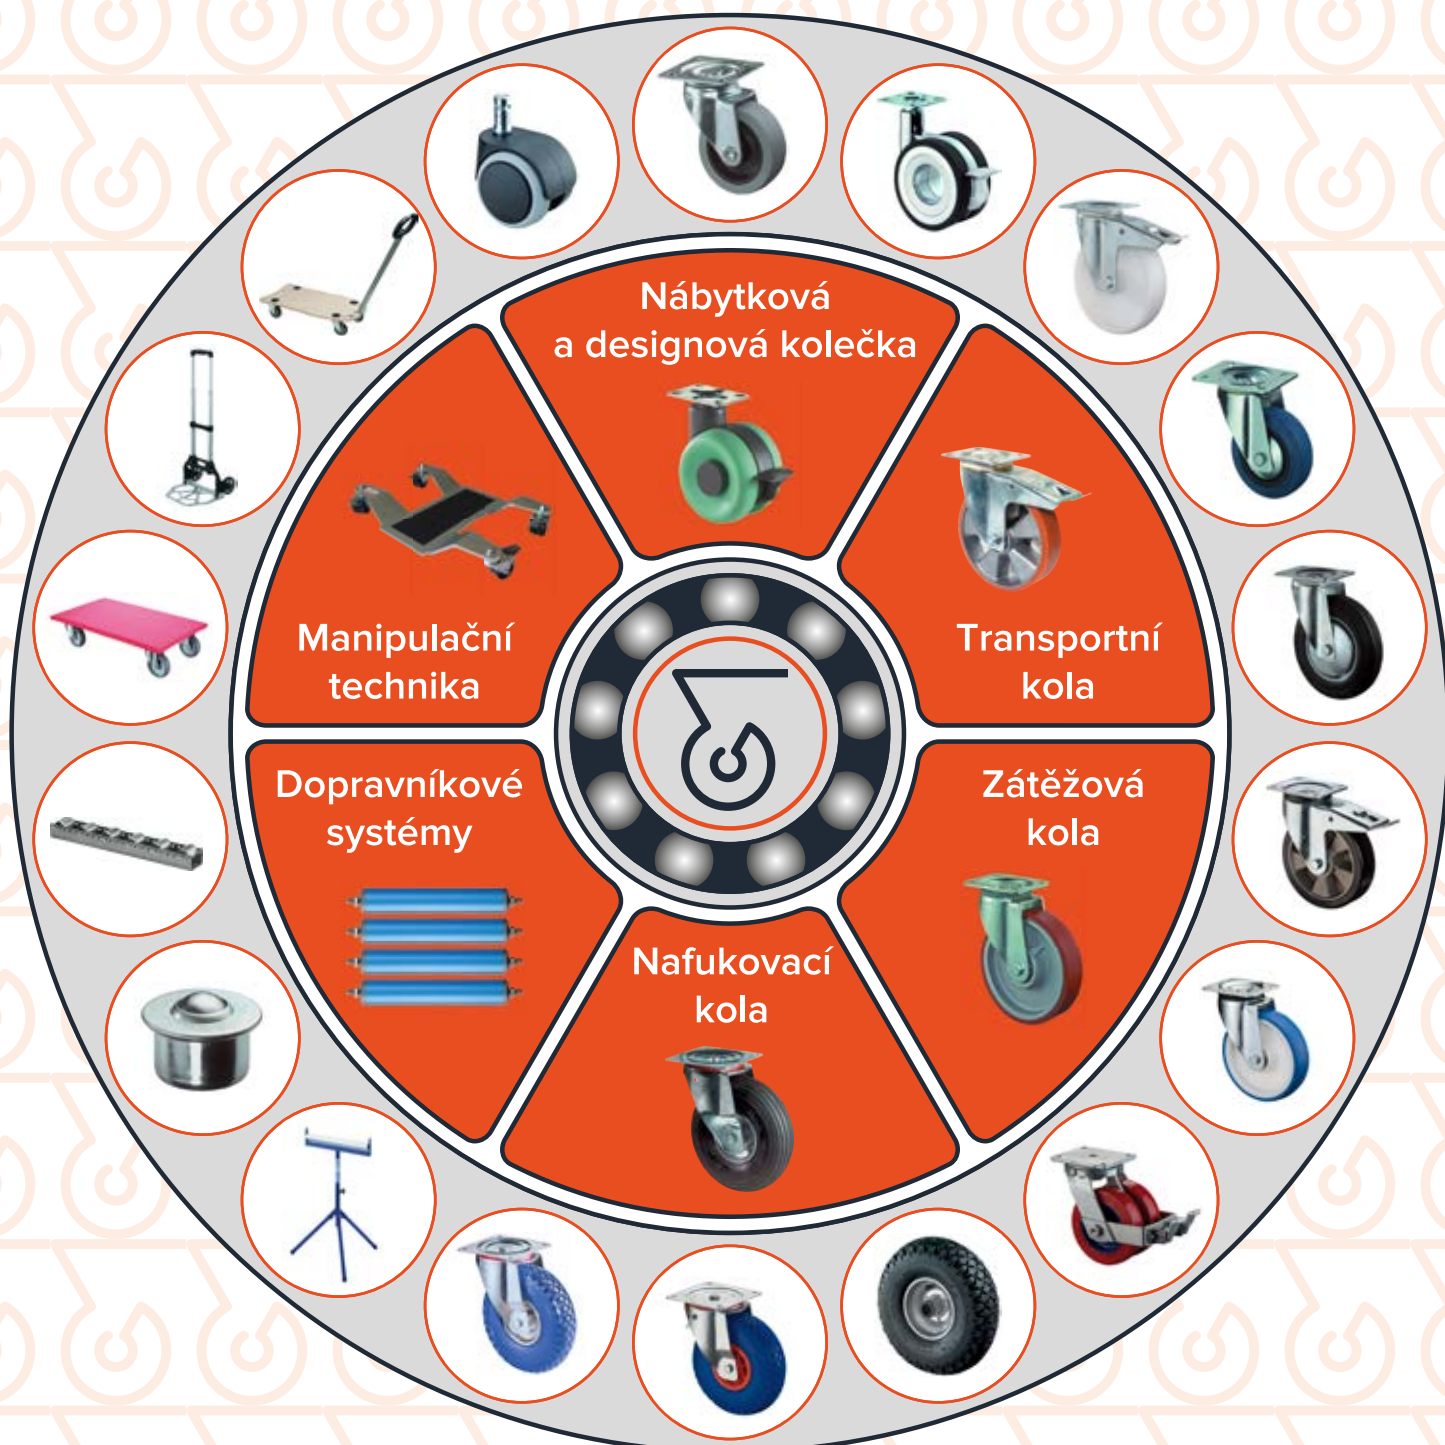 Nábytková
a designová kolečka
Manipulační
technika
Transportní
kola
Dopravníkové
systémy
Zátěžová
kola
Nafukovací
kola